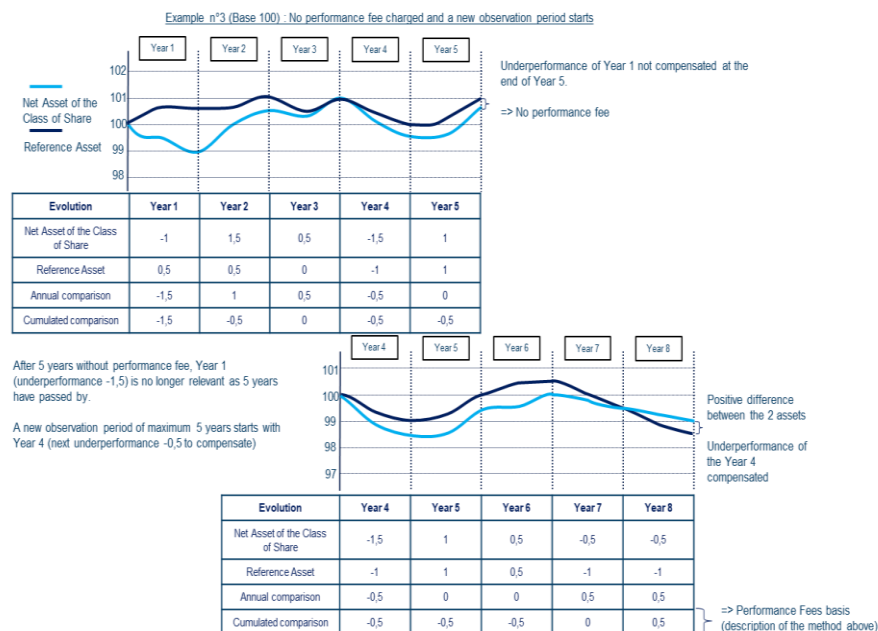 Example n°3 (Base 100) : No performance fee charged and a new observation period starts
Year 1 Year 2 Year 3 Year 4 Year 5
102
101
100
99
98
Net Asset of the
Class of Share
Reference Asset
Underperformance of Year 1 not compensated at the
end of Year 5.
=> No performance fee
Evolution Year 1 Year 2 Year 3 Year 4 Year 5
Net Asset of the Class
of Share
-1 1,5 0,5 -1,5 1
Reference Asset 0,5 0,5 0 -1 1
Annual comparison -1,5 1 0,5 -0,5 0
Cumulated comparison -1,5 -0,5 0 -0,5 -0,5
After 5 years without performance fee, Year 1
(underperformance -1,5) is no longer relevant as 5 years
have passed by.
A new observation period of maximum 5 years starts with
Year 4 (next underperformance -0,5 to compensate)
Year 4 Year 5 Year 6 Year 7 Year 8
101
100
99
98
97
Positive difference
between the 2 assets
Underperformance of
the Year 4
compensated
Evolution Year 4 Year 5 Year 6 Year 7 Year 8
Net Asset of the Class
of Share
-1,5 1 0,5 -0,5 -0,5
Reference Asset -1 1 0,5 -1 -1
Annual comparison -0,5 0 0 0,5 0,5
Cumulated comparison -0,5 -0,5 -0,5 0 0,5
=> Performance Fees basis
(description of the method above)